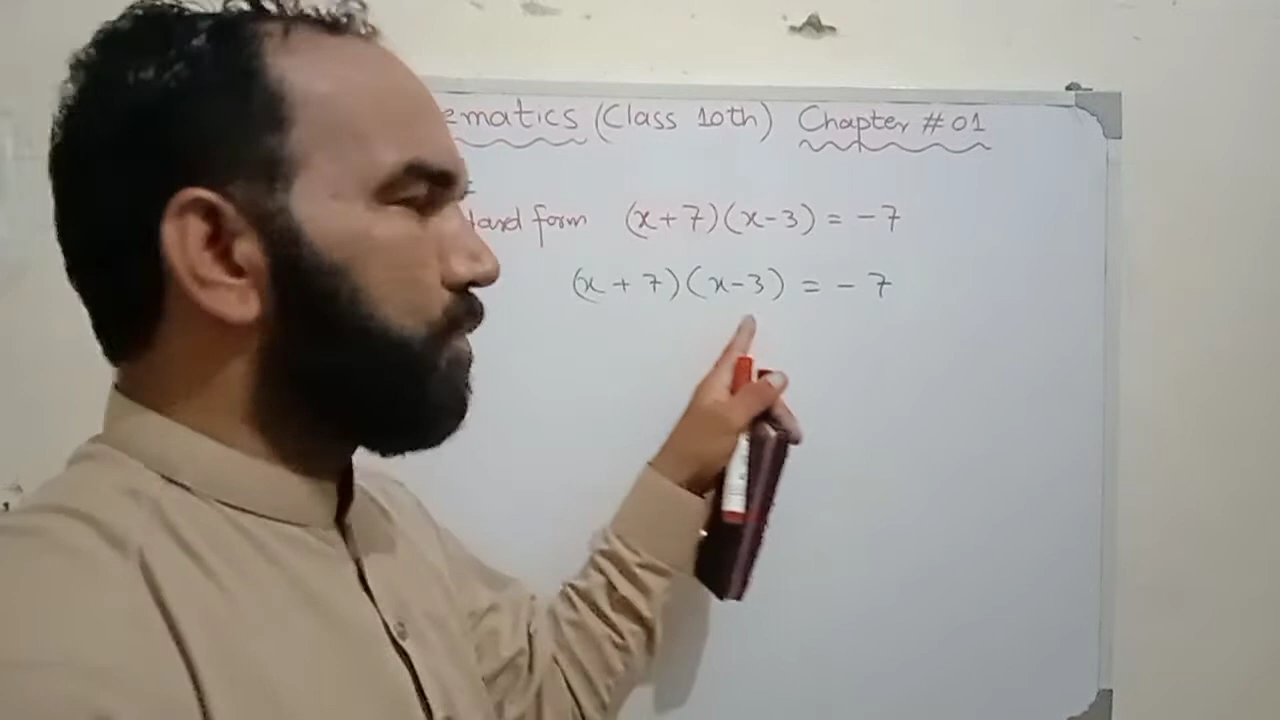 ematics (Class 10th) Chapter # 01
dard form (x+7)(x-3) = -7
(x + 7)(x-3) = - 7